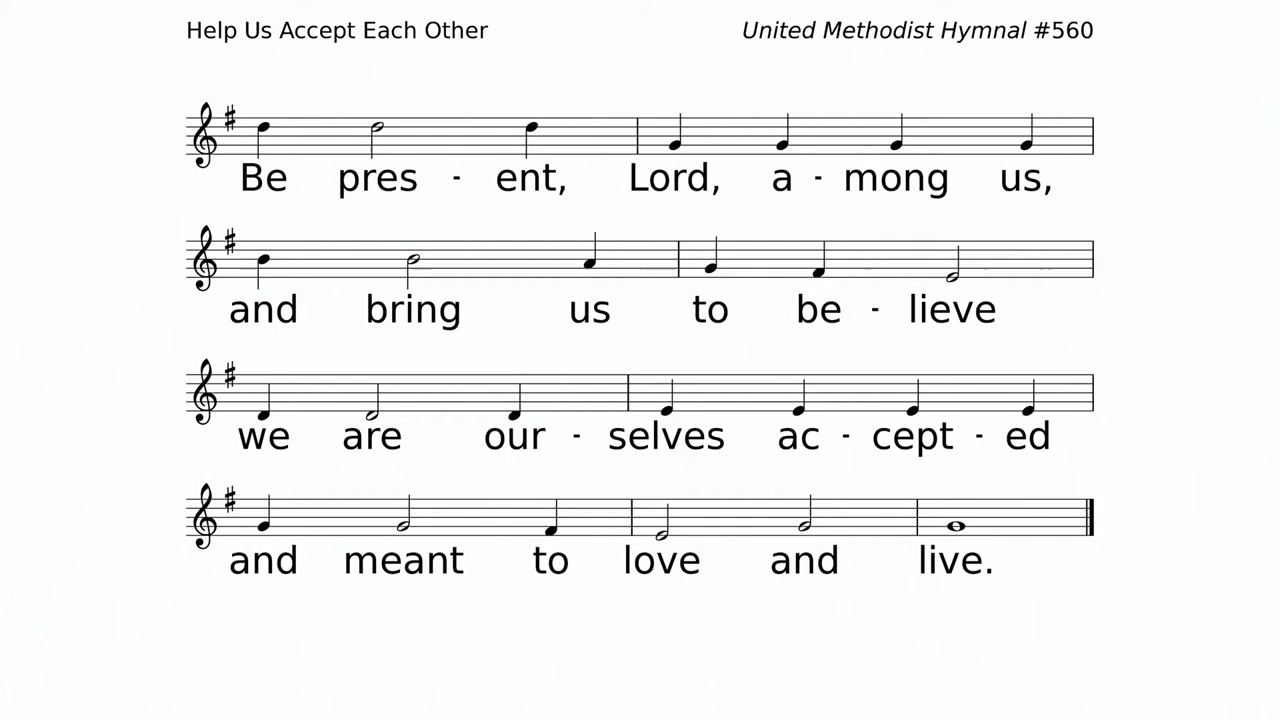 Help Us Accept Each Other United Methodist Hymnal #560
Be pres - ent, Lord, a - mong us,
and bring us to be - lieve
we are our - selves ac - cept - ed
and meant to love and live.